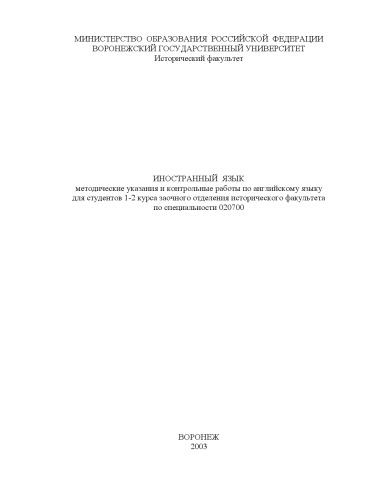 МИНИСТЕРСТВО ОБРАЗОВАНИЯ РОССИЙСКОЙ ФЕДЕРАЦИИ
ВОРОНЕЖСКИЙ ГОСУДАРСТВЕННЫЙ УНИВЕРСИТЕТ
Исторический факультет
ИНОСТРАННЫЙ ЯЗЫК
методические указания и контрольные работы по английскому языку
для студентов 1-2 курса заочного отделения исторического факультета
по специальности 020700
ВОРОНЕЖ
2003